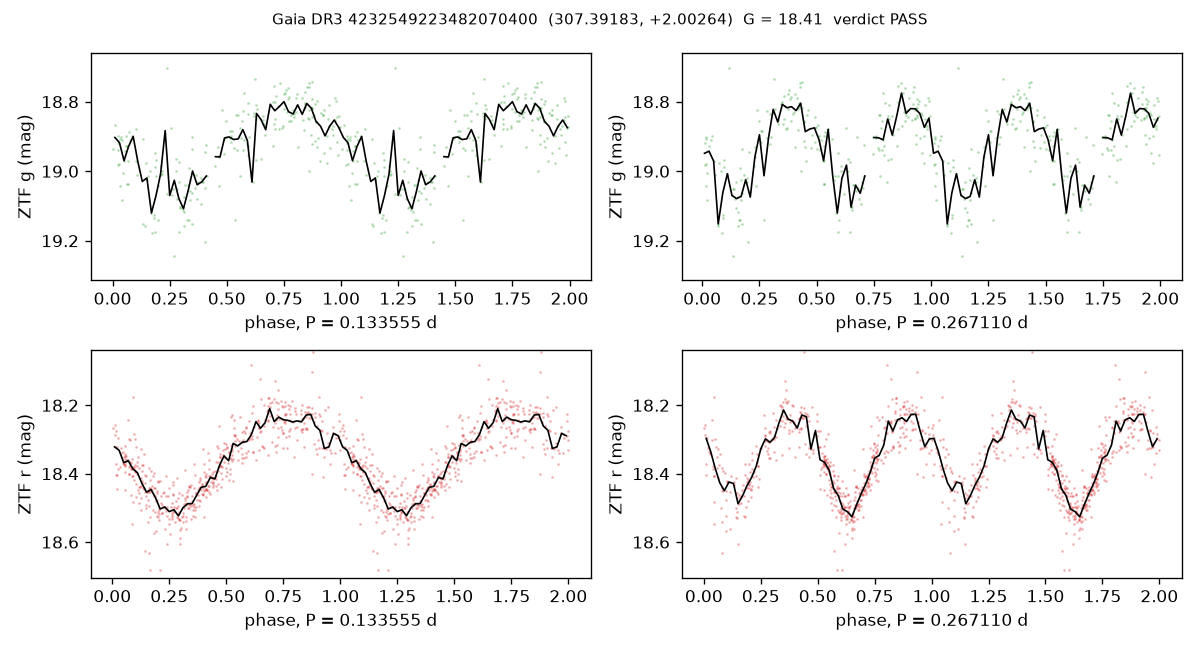 Gaia DR3 4232549223482070400 (307.39183, +2.00264) G = 18.41 verdict PASS
ZTF g (mag)
18.8
19.0
19.2
0.00 0.25 0.50 0.75 1.00 1.25 1.50 1.75 2.00
phase, P = 0.133555 d
ZTF g (mag)
18.8
19.0
19.2
0.00 0.25 0.50 0.75 1.00 1.25 1.50 1.75 2.00
phase, P = 0.267110 d
ZTF r (mag)
18.2
18.4
18.6
0.00 0.25 0.50 0.75 1.00 1.25 1.50 1.75 2.00
phase, P = 0.133555 d
ZTF r (mag)
18.2
18.4
18.6
0.00 0.25 0.50 0.75 1.00 1.25 1.50 1.75 2.00
phase, P = 0.267110 d